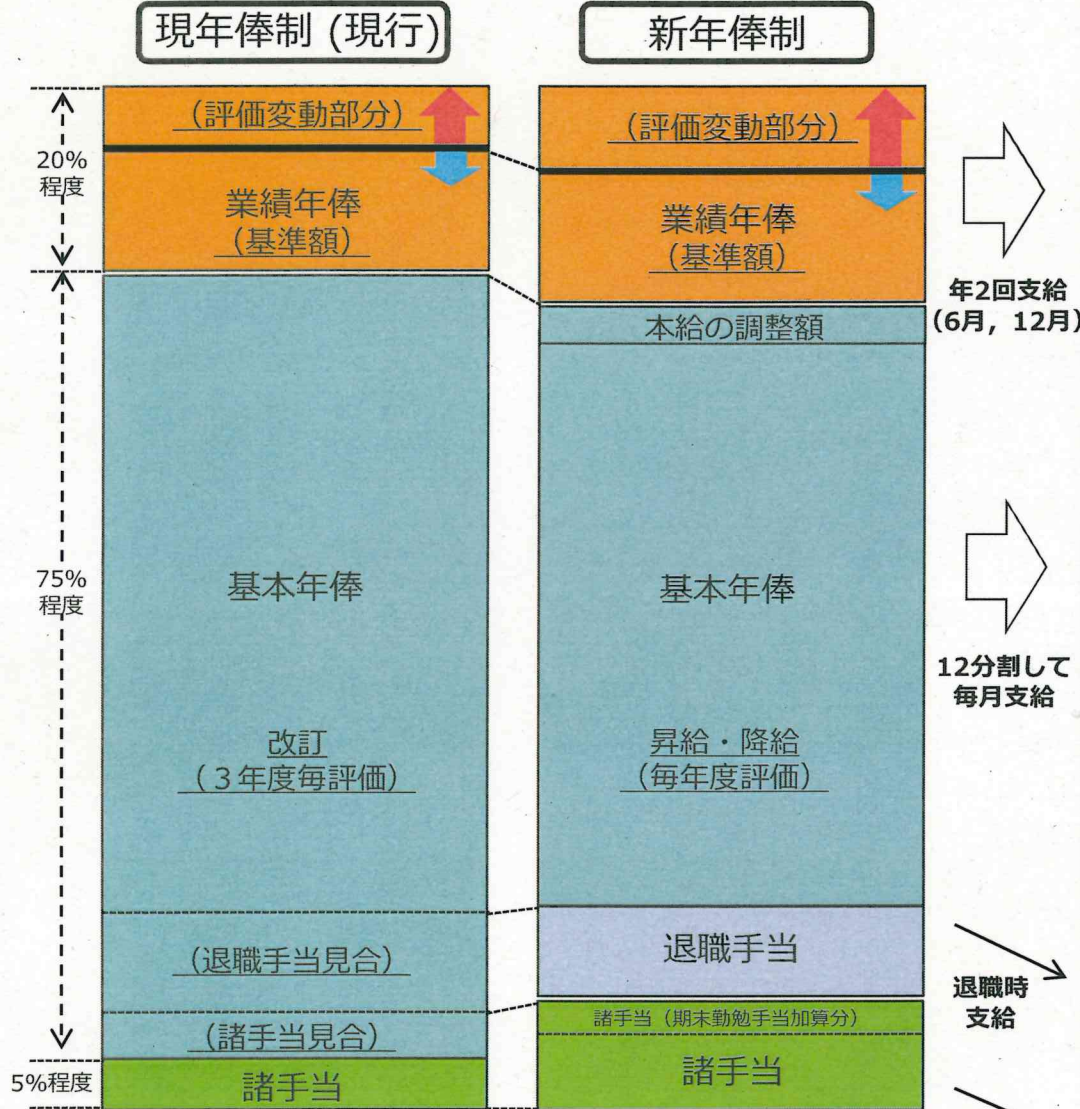 現年俸制 (現行)
新年俸制
20%
程度
(評価変動部分)
業績年俸
(基準額)
(評価変動部分)
業績年俸
(基準額)
年2回支給
(6月, 12月)
本給の調整額
75%
程度
基本年俸
改訂
(3年度毎評価)
基本年俸
昇給・降給
(毎年度評価)
12分割して
毎月支給
(退職手当見合)
退職手当
退職時
支給
(諸手当見合)
諸手当(期末勤勉手当加算分)
5%程度
諸手当
諸手当